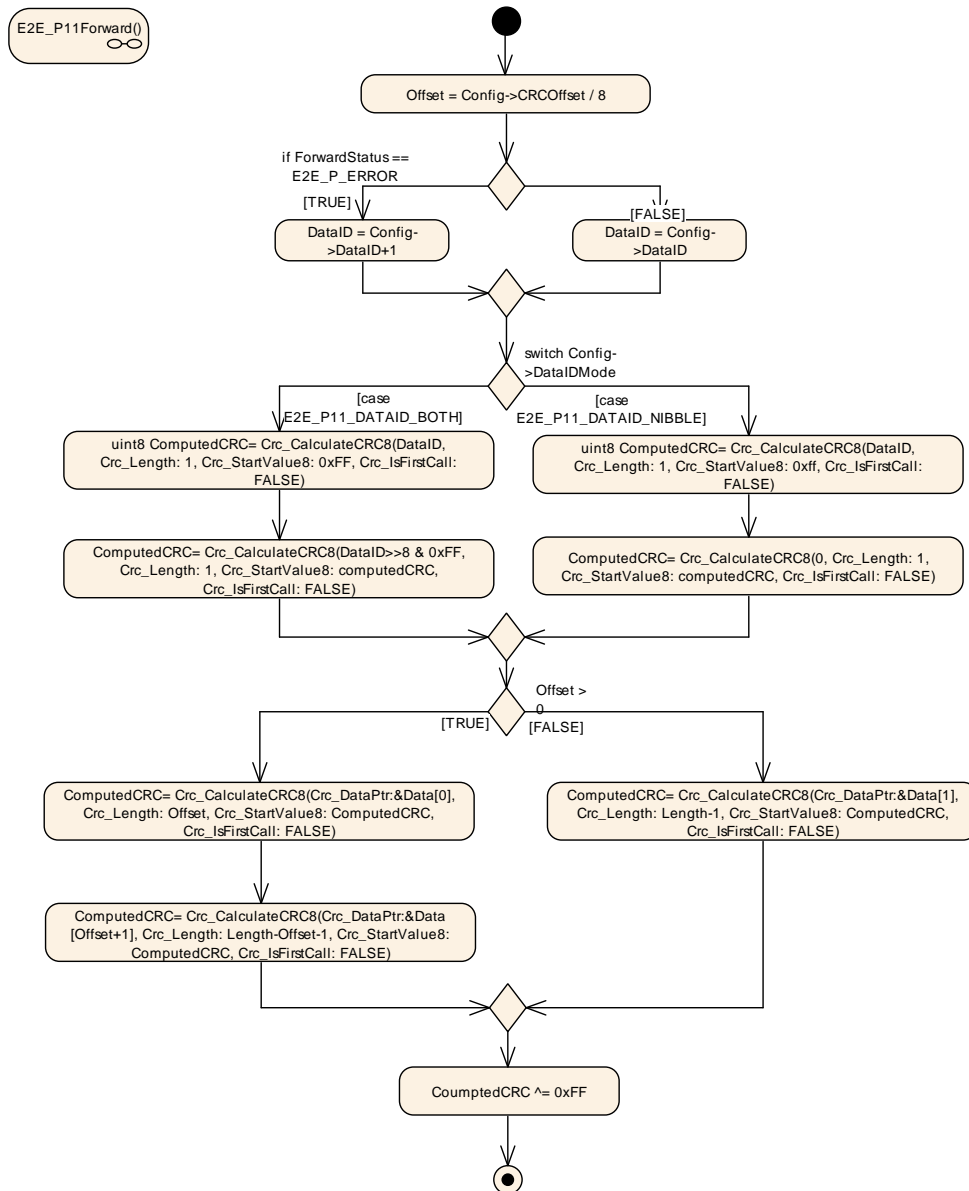 E2E_P11Forward()
Offset = Config->CRCOffset / 8
if ForwardStatus ==
E2E_P_ERROR
[TRUE]
[FALSE]
DataID = Config-
>DataID+1
DataID = Config-
>DataID
switch Config-
>DataIDMode
[case
E2E_P11_DATAID_BOTH]
[case
E2E_P11_DATAID_NIBBLE]
uint8 ComputedCRC= Crc_CalculateCRC8(DataID,
Crc_Length: 1, Crc_StartValue8: 0xFF, Crc_IsFirstCall:
FALSE)
uint8 ComputedCRC= Crc_CalculateCRC8(DataID,
Crc_Length: 1, Crc_StartValue8: 0xff, Crc_IsFirstCall:
FALSE)
ComputedCRC= Crc_CalculateCRC8(DataID>>8 & 0xFF,
Crc_Length: 1, Crc_StartValue8: computedCRC,
Crc_IsFirstCall: FALSE)
ComputedCRC= Crc_CalculateCRC8(0, Crc_Length: 1,
Crc_StartValue8: computedCRC, Crc_IsFirstCall: FALSE)
Offset >
0
[TRUE]
[FALSE]
ComputedCRC= Crc_CalculateCRC8(Crc_DataPtr:&Data[0],
Crc_Length: Offset, Crc_StartValue8: ComputedCRC,
Crc_IsFirstCall: FALSE)
ComputedCRC= Crc_CalculateCRC8(Crc_DataPtr:&Data[1],
Crc_Length: Length-1, Crc_StartValue8: ComputedCRC,
Crc_IsFirstCall: FALSE)
ComputedCRC= Crc_CalculateCRC8(Crc_DataPtr:&Data
[Offset+1], Crc_Length: Length-Offset-1, Crc_StartValue8:
ComputedCRC, Crc_IsFirstCall: FALSE)
CoumptedCRC ^= 0xFF